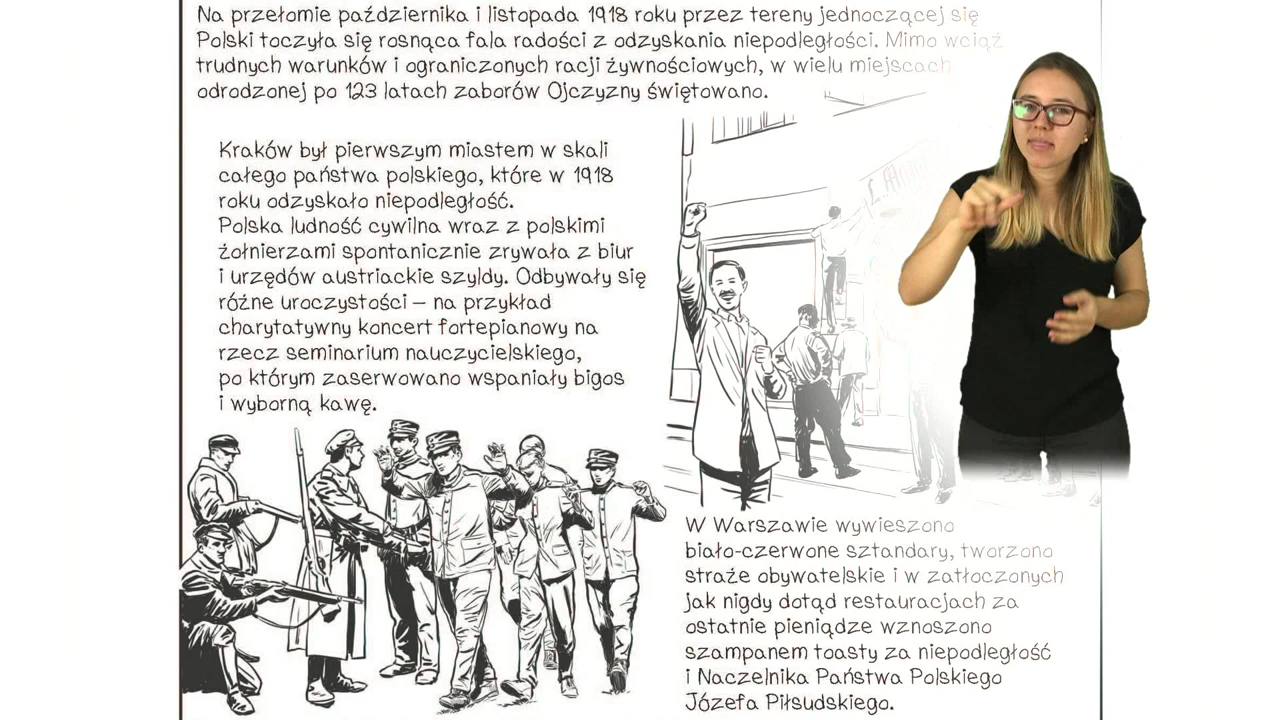 Na przełomie października i listopada 1918 roku przez tereny jednoczącej się
Polski toczyła się rosnąca fala radości z odzyskania niepodległości. Mimo wciąż
trudnych warunków i ograniczonych racji żywnościowych, w wielu miejscach
odrodzonej po 123 latach zaborów Ojczyzny świętowano.
Kraków był pierwszym miastem w skali
całego państwa polskiego, które w 1918
roku odzyskało niepodległość.
Polska ludność cywilna wraz z polskimi
żołnierzami spontanicznie zrywała z biur
i urzędów austriackie szyldy. Odbywały się
różne uroczystości – na przykład
charytatywny koncert fortepianowy na
rzecz seminarium nauczycielskiego,
po którym zaserwowano wspaniały bigos
i wyborną kawę.
W Warszawie wywieszono
biało-czerwone sztandary, tworzono
straże obywatelskie i w zatłoczonych
jak nigdy dotąd restauracjach za
ostatnie pieniądze wznoszono
szampanem toasty za niepodległość
i Naczelnika Państwa Polskiego
Józefa Piłsudskiego.